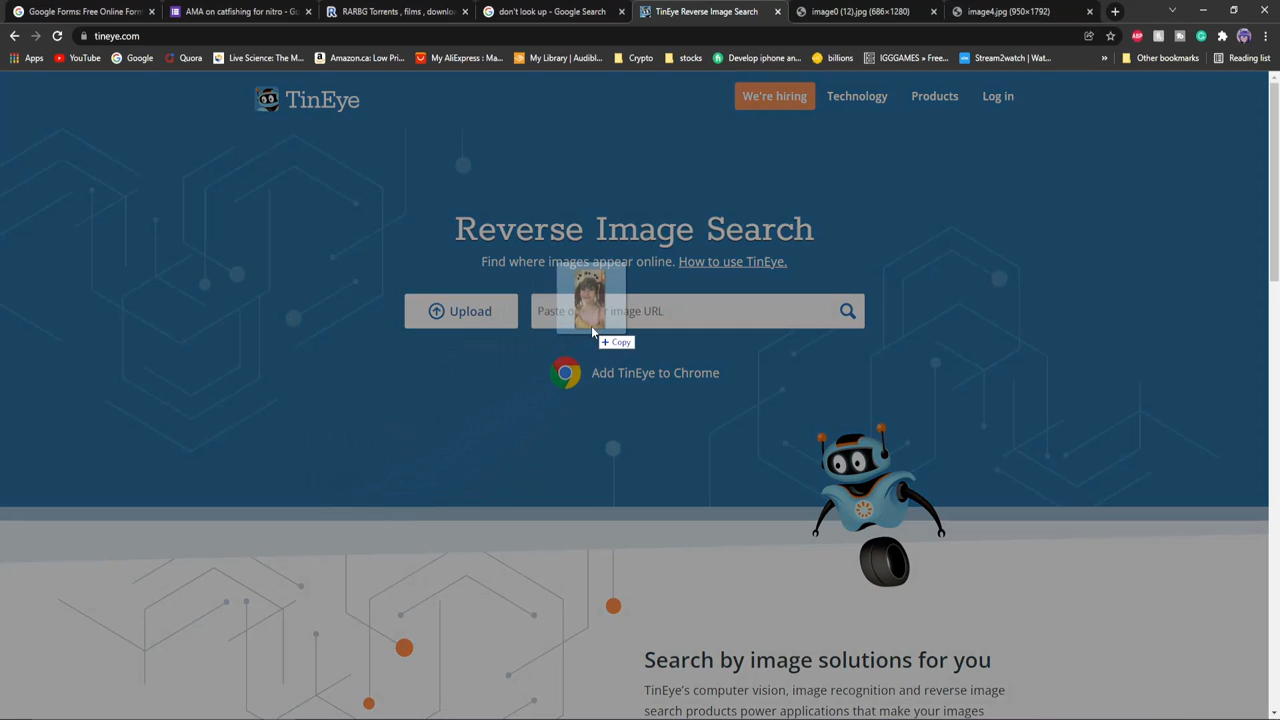 Google Forms: Free Online Form
AMA on catfishing for nitro - Go
RARBG Torrents , films , downlo
don't look up - Google Search
TinEye Reverse Image Search
image0 (12).jpg (686×1280)
image4.jpg (950×1792)
tineye.com
Apps
YouTube
Google
Quora
Live Science: The M...
Amazon.ca: Low Pri...
My AliExpress : Ma...
My Library | Audibl...
Crypto
stocks
Develop iphone an...
billions
IGGGAMES » Free...
Stream2watch | Wat...
»
Other bookmarks
Reading list
TinEye
We're hiring
Technology
Products
Log in
Reverse Image Search
Find where images appear online. How to use TinEye.
Upload
Paste or image URL
+ Copy
Add TinEye to Chrome
Search by image solutions for you
TinEye's computer vision, image recognition and reverse image
search products power applications that make your images